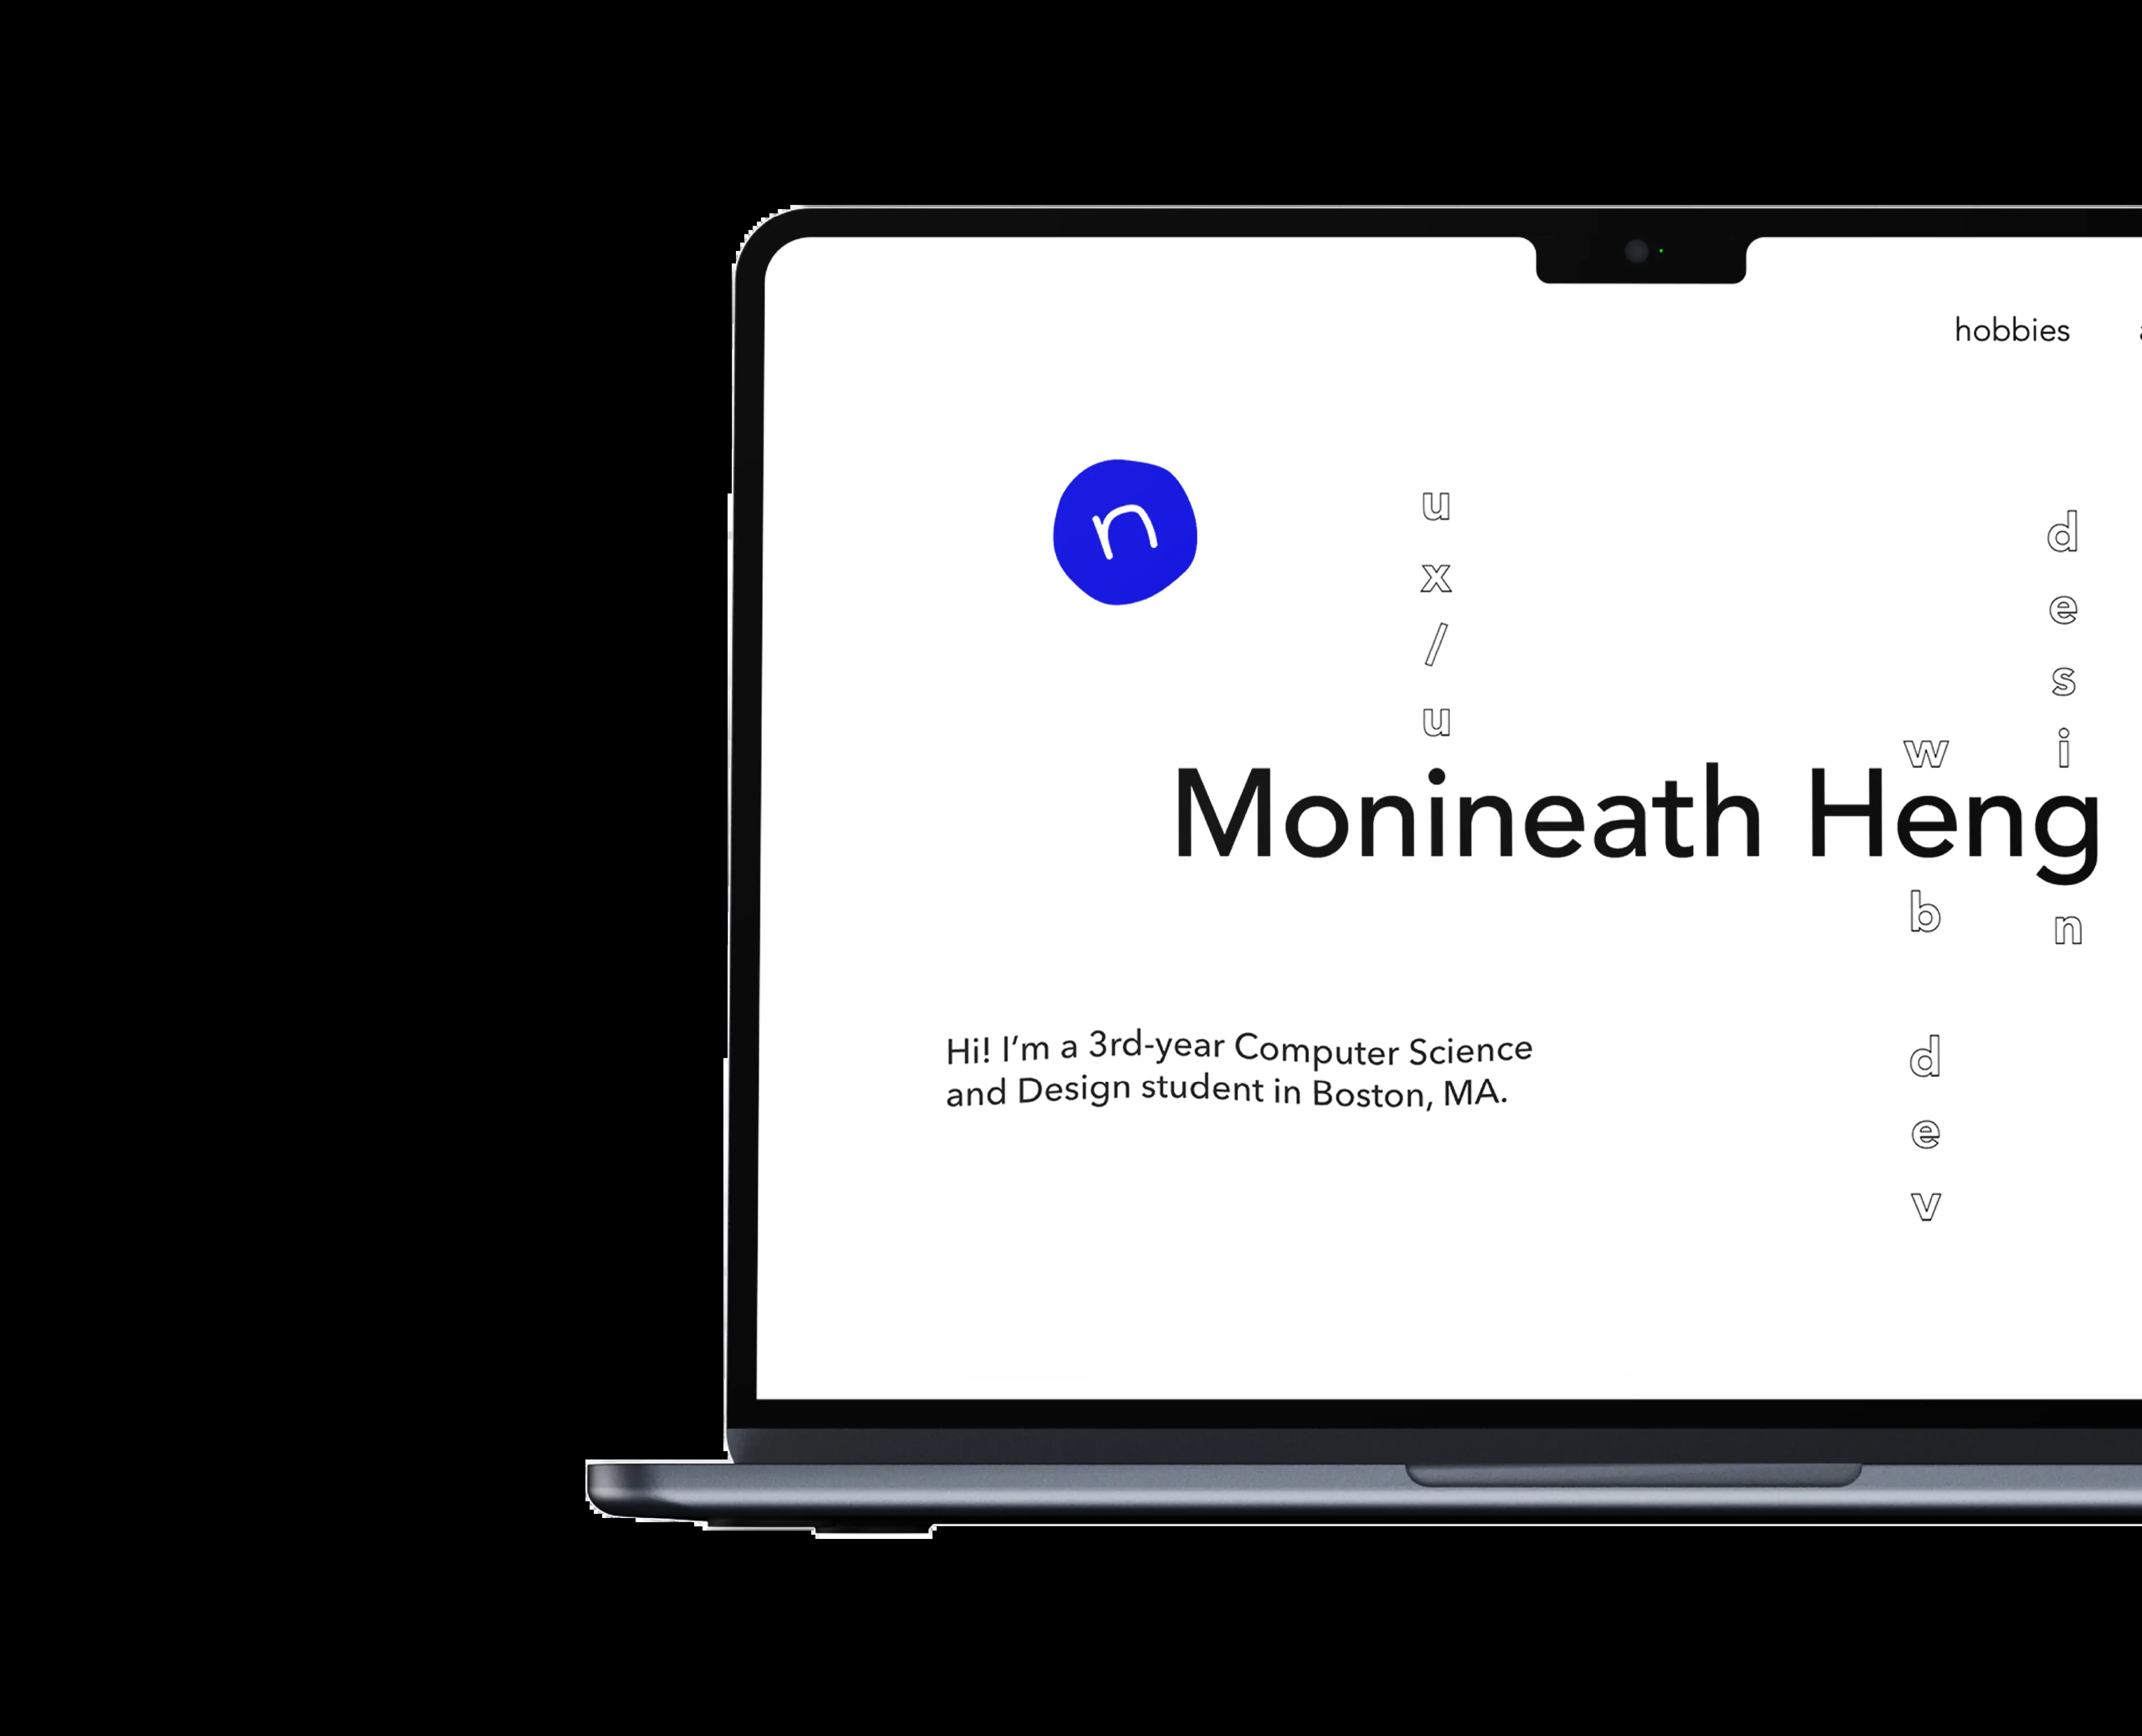 hobbies
n
u
x
/
u
d
e
s
i
w
Monineath Heng
b
n
d
e
v
Hi! I’m a 3rd-year Computer Science
and Design student in Boston, MA.